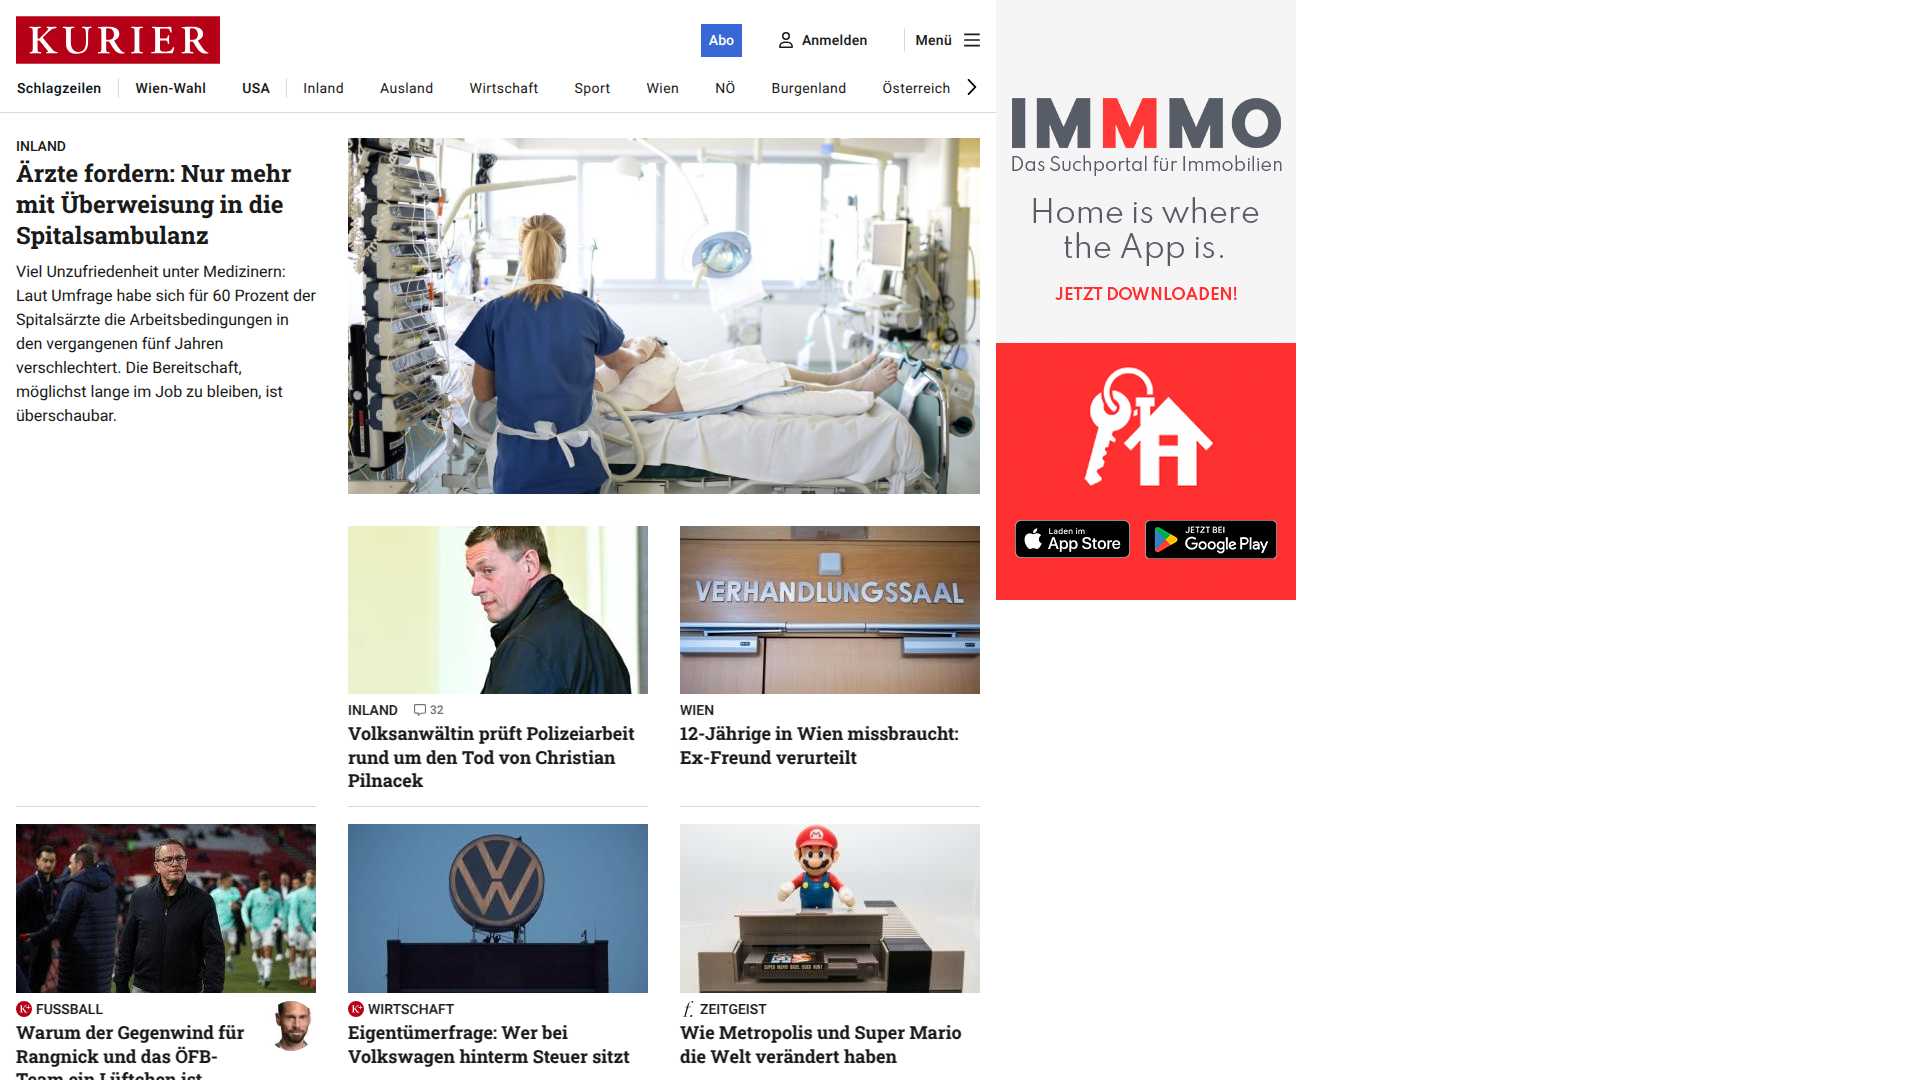 KURIER
Abo
Anmelden
Menü
Schlagzeilen
Wien-Wahl
USA
Inland
Ausland
Wirtschaft
Sport
Wien
NÖ
Burgenland
Österreich
INLAND
Ärzte fordern: Nur mehr
mit Überweisung in die
Spitalsambulanz
Viel Unzufriedenheit unter Medizinern:
Laut Umfrage habe sich für 60 Prozent der
Spitalsärzte die Arbeitsbedingungen in
den vergangenen fünf Jahren
verschlechtert. Die Bereitschaft,
möglichst lange im Job zu bleiben, ist
überschaubar.
INLAND
32
Volksanwältin prüft Polizeiarbeit
rund um den Tod von Christian
Pilnacek
VERHANDLUNGSSAAL
WIEN
12-Jährige in Wien missbraucht:
Ex-Freund verurteilt
K+ FUSSBALL
Warum der Gegenwind für
Rangnick und das ÖFB-
Team ein Lüftchen ist
K+ WIRTSCHAFT
Eigentümerfrage: Wer bei
Volkswagen hinterm Steuer sitzt
f. ZEITGEIST
Wie Metropolis und Super Mario
die Welt verändert haben
IMMMO
Das Suchportal für Immobilien
Home is where
the App is.
JETZT DOWNLOADEN!
Laden im
App Store
JETZT BEI
Google Play